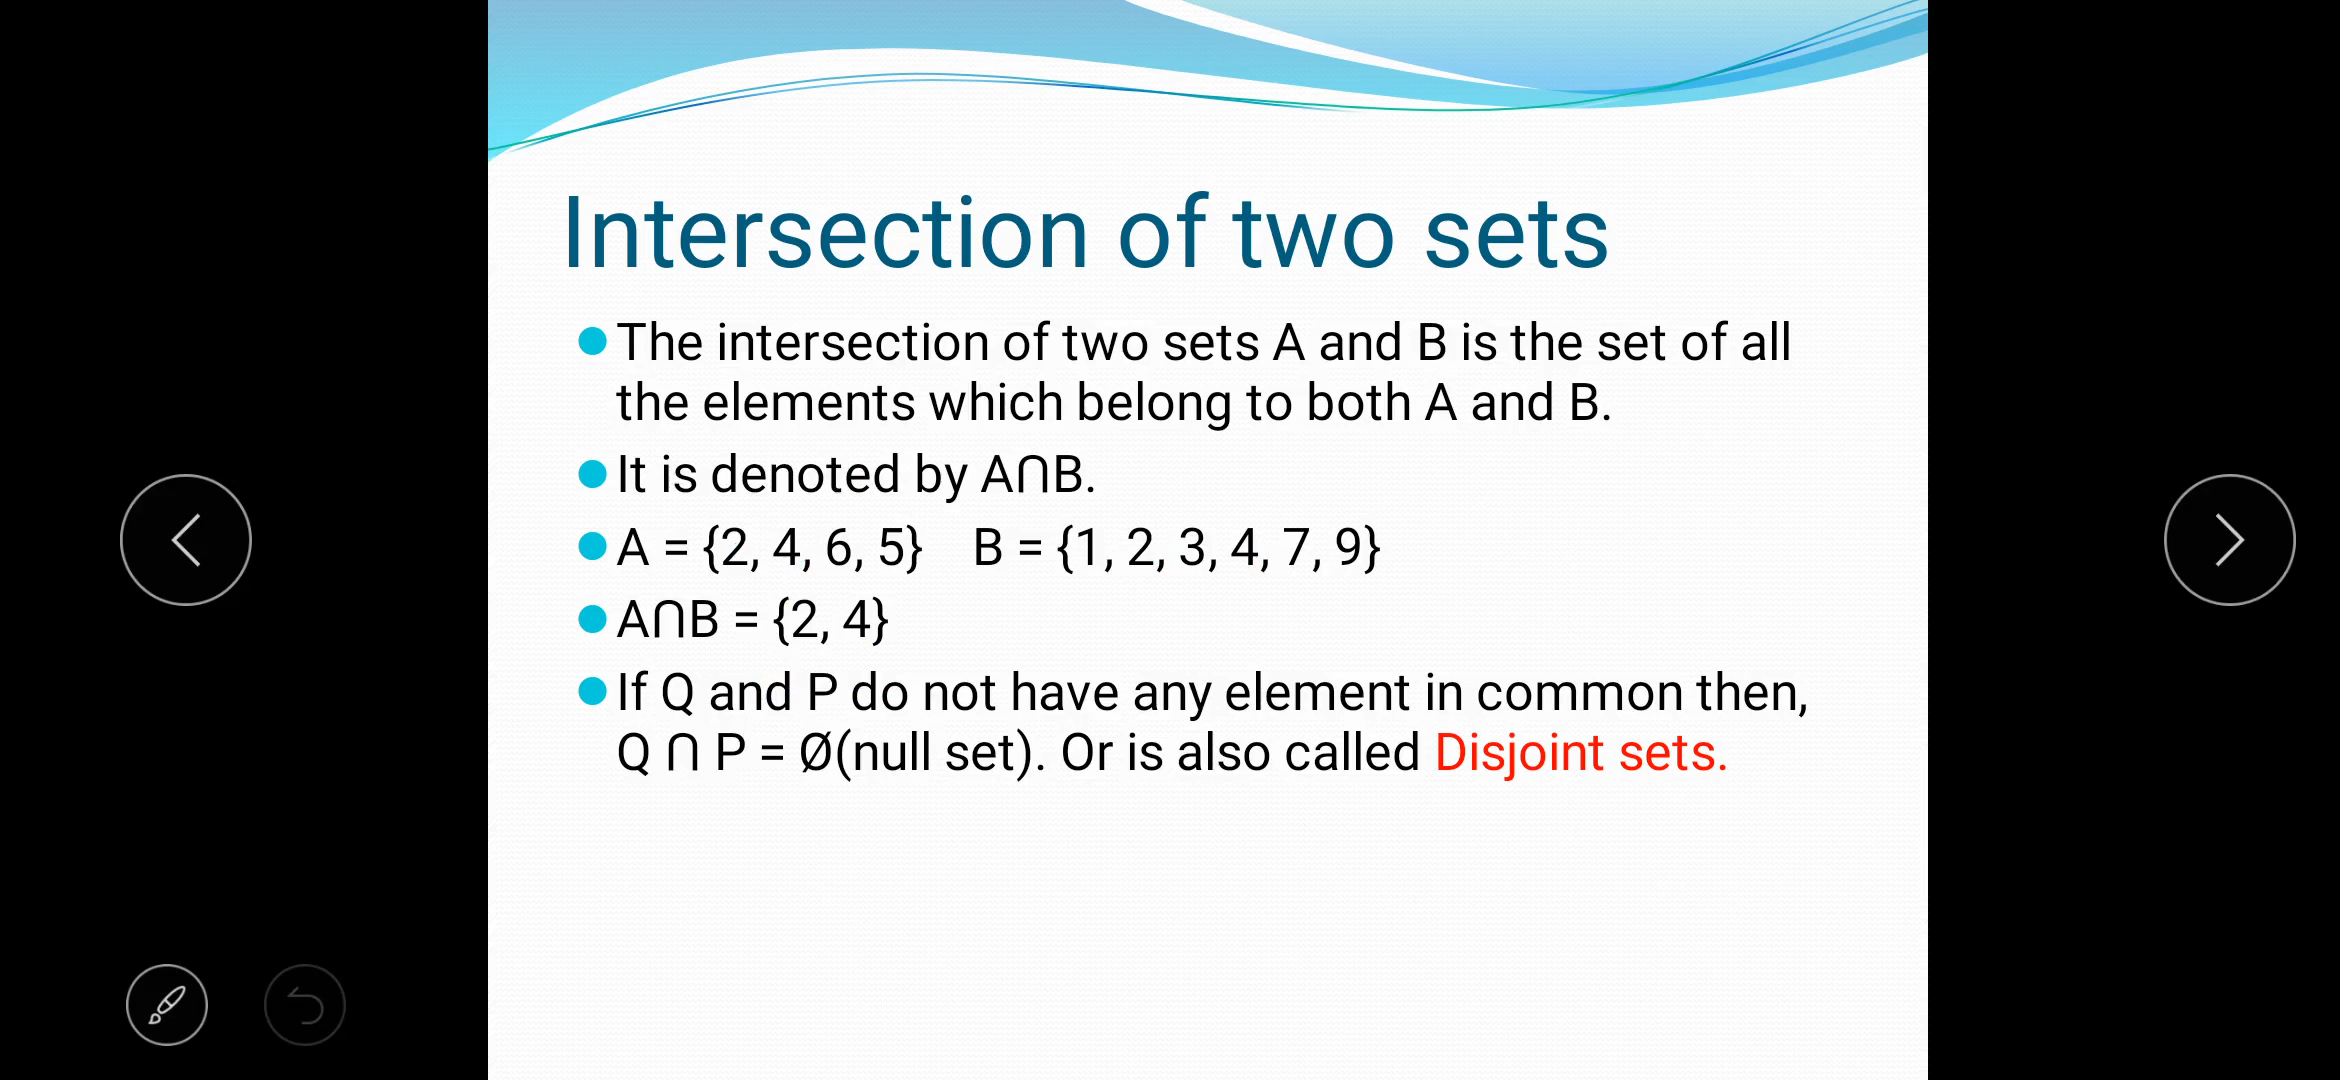 Intersection of two sets
The intersection of two sets A and B is the set of all
the elements which belong to both A and B.
It is denoted by A∩B.
A = {2, 4, 6, 5}    B = {1, 2, 3, 4, 7, 9}
A∩B = {2, 4}
If Q and P do not have any element in common then,
Q ∩ P = Ø(null set). Or is also called Disjoint sets.